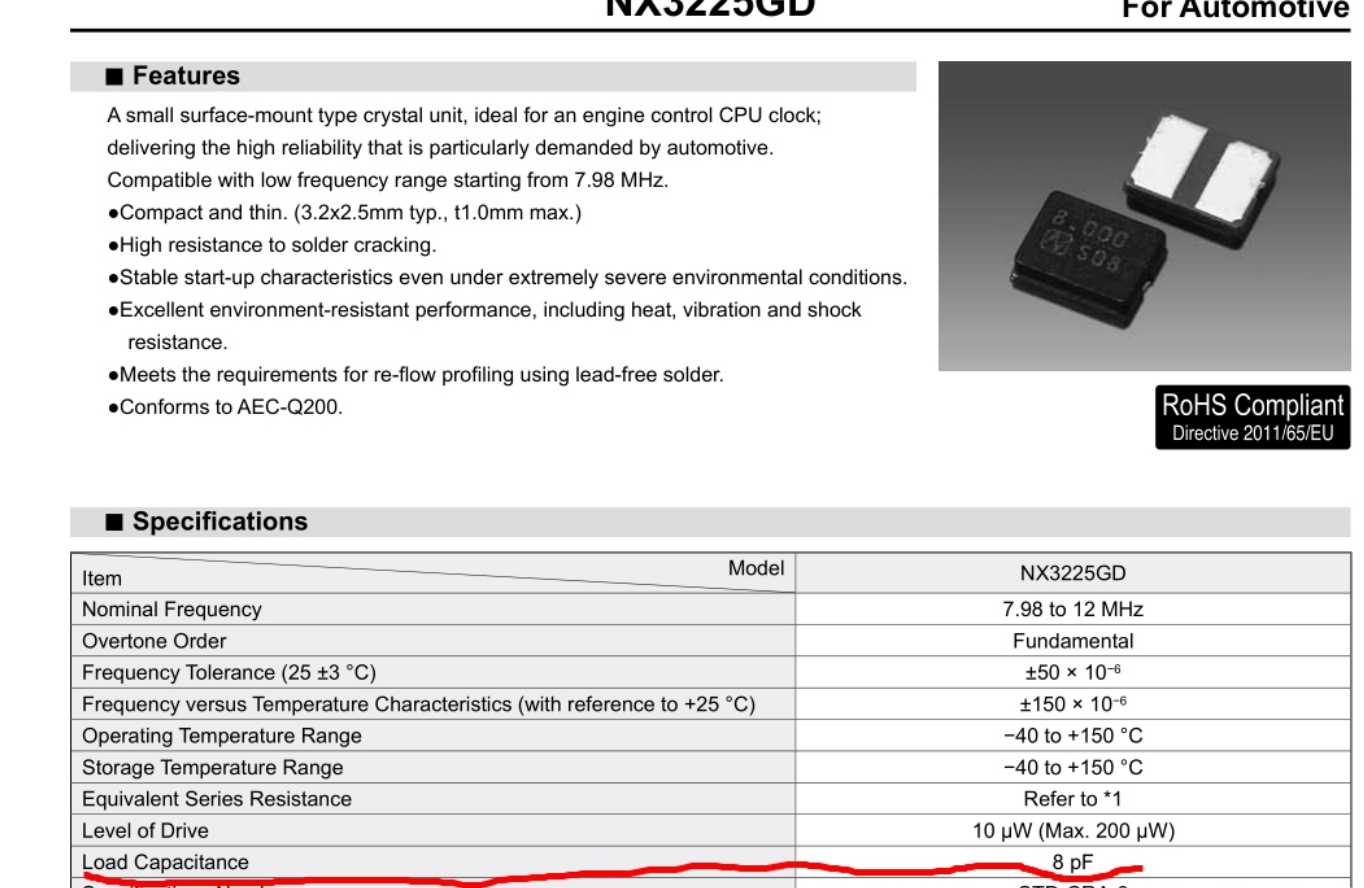 NX3225GD
For Automotive
■ Features
A small surface-mount type crystal unit, ideal for an engine control CPU clock;
delivering the high reliability that is particularly demanded by automotive.
Compatible with low frequency range starting from 7.98 MHz.
●Compact and thin. (3.2x2.5mm typ., t1.0mm max.)
●High resistance to solder cracking.
●Stable start-up characteristics even under extremely severe environmental conditions.
●Excellent environment-resistant performance, including heat, vibration and shock
resistance.
●Meets the requirements for re-flow profiling using lead-free solder.
●Conforms to AEC-Q200.
8.000
S08
RoHS Compliant
Directive 2011/65/EU
■ Specifications
Item Model NX3225GD
Nominal Frequency 7.98 to 12 MHz
Overtone Order Fundamental
Frequency Tolerance (25 ±3 °C) ±50 × 10⁻⁶
Frequency versus Temperature Characteristics (with reference to +25 °C) ±150 × 10⁻⁶
Operating Temperature Range −40 to +150 °C
Storage Temperature Range −40 to +150 °C
Equivalent Series Resistance Refer to *1
Level of Drive 10 μW (Max. 200 μW)
Load Capacitance 8 pF